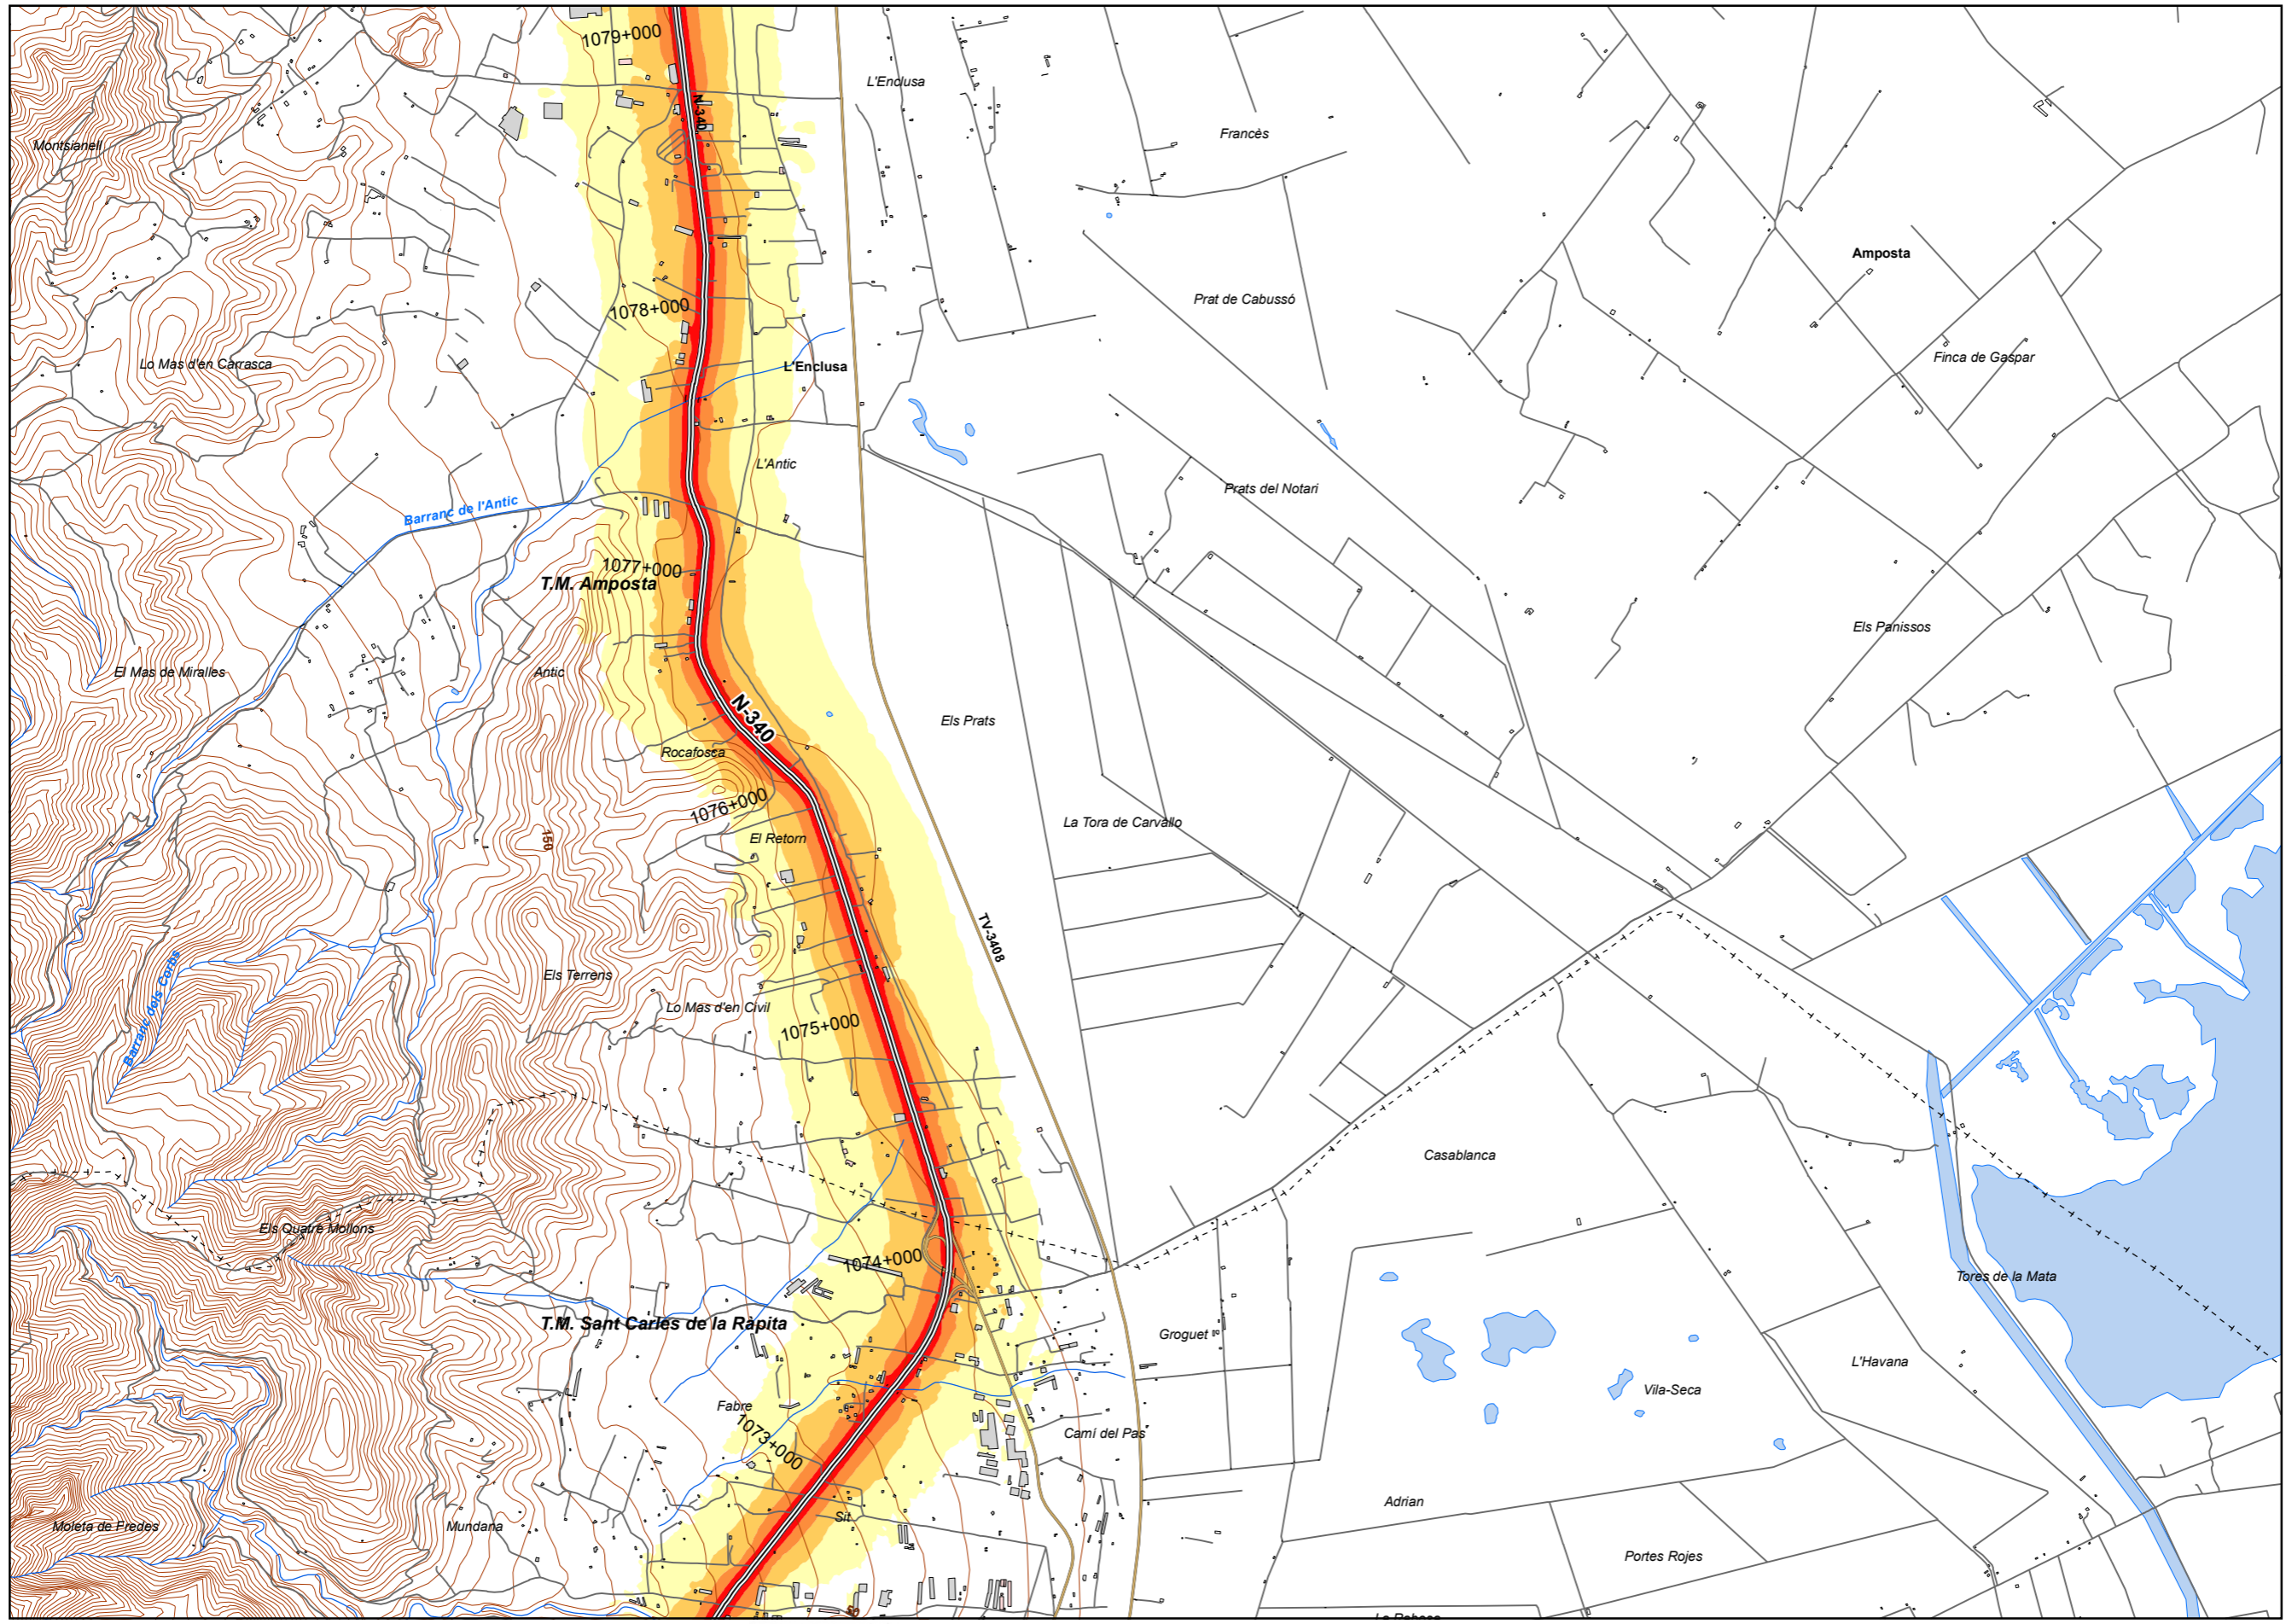 1079+000
L'Enclusa
N-340
Francès
Montsianell
Amposta
Prat de Cabussó
1078+000
Finca de Gaspar
Lo Mas d'en Carrasca
L'Enclusa
L'Antic
Prats del Notari
Barranc de l'Antic
1077+000
T.M. Amposta
Els Panissos
El Mas de Miralles
Antic
N-340
Els Prats
Rocafosca
1076+000
La Tora de Carvallo
El Retorn
150
TV-3408
Els Terrens
Barranc dels Corbs
Lo Mas d'en Civil
1075+000
Casablanca
Els Quatre Mollons
1074+000
Tores de la Mata
T.M. Sant Carles de la Ràpita
Groguet
L'Havana
Vila-Seca
Fabre
1073+000
Camí del Pas
Adrian
Sit
Moleta de Fredes
Mundana
Portes Rojes
50